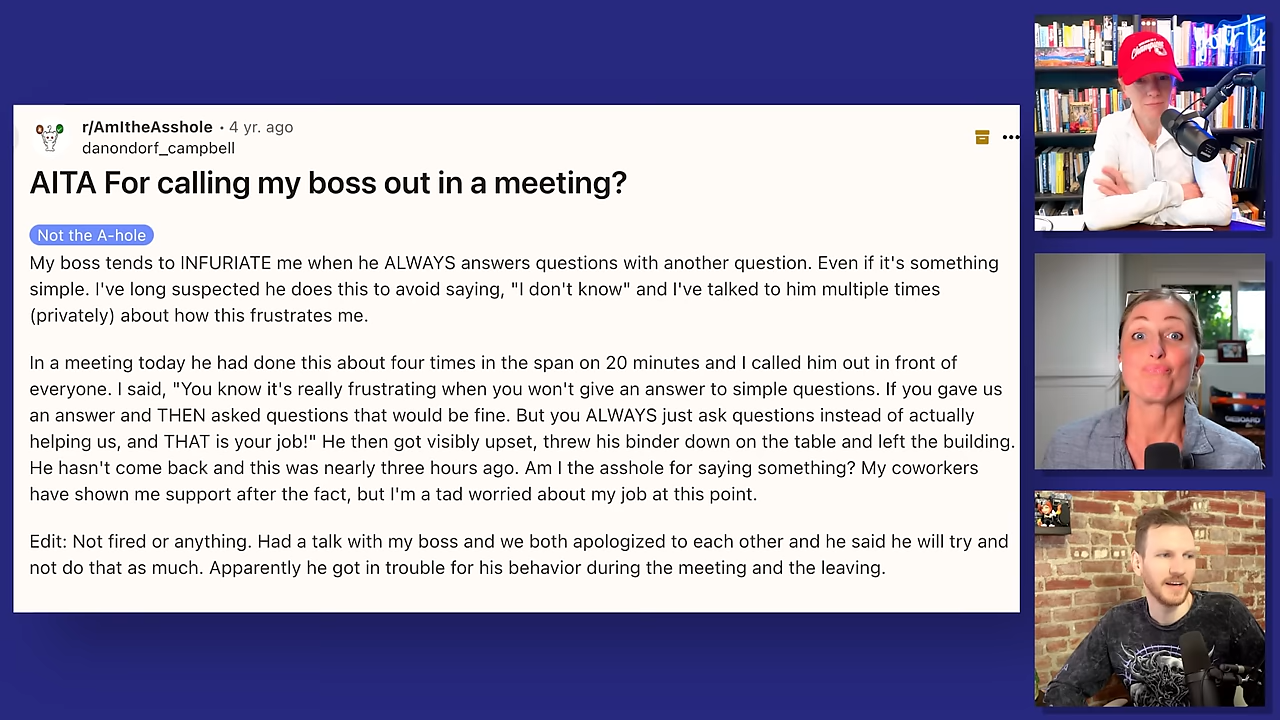 r/AmItheAsshole • 4 yr. ago
danondorf_campbell
AITA For calling my boss out in a meeting?
Not the A-hole
My boss tends to INFURIATE me when he ALWAYS answers questions with another question. Even if it's something
simple. I've long suspected he does this to avoid saying, "I don't know" and I've talked to him multiple times
(privately) about how this frustrates me.
In a meeting today he had done this about four times in the span on 20 minutes and I called him out in front of
everyone. I said, "You know it's really frustrating when you won't give an answer to simple questions. If you gave us
an answer and THEN asked questions that would be fine. But you ALWAYS just ask questions instead of actually
helping us, and THAT is your job!" He then got visibly upset, threw his binder down on the table and left the building.
He hasn't come back and this was nearly three hours ago. Am I the asshole for saying something? My coworkers
have shown me support after the fact, but I'm a tad worried about my job at this point.
Edit: Not fired or anything. Had a talk with my boss and we both apologized to each other and he said he will try and
not do that as much. Apparently he got in trouble for his behavior during the meeting and the leaving.
Champion